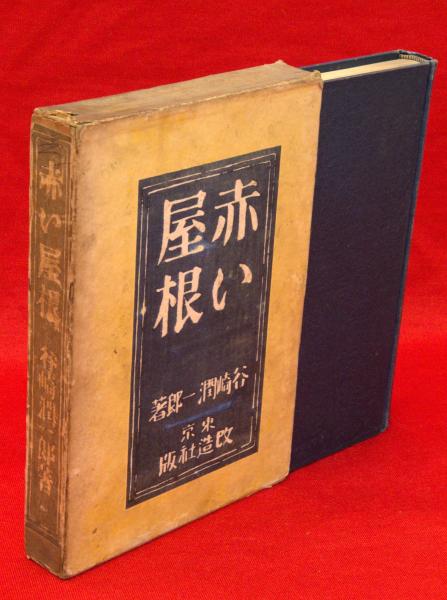 赤い屋根 谷崎潤一郎著
赤い
屋根
谷崎潤一郎著
東京
改造社版